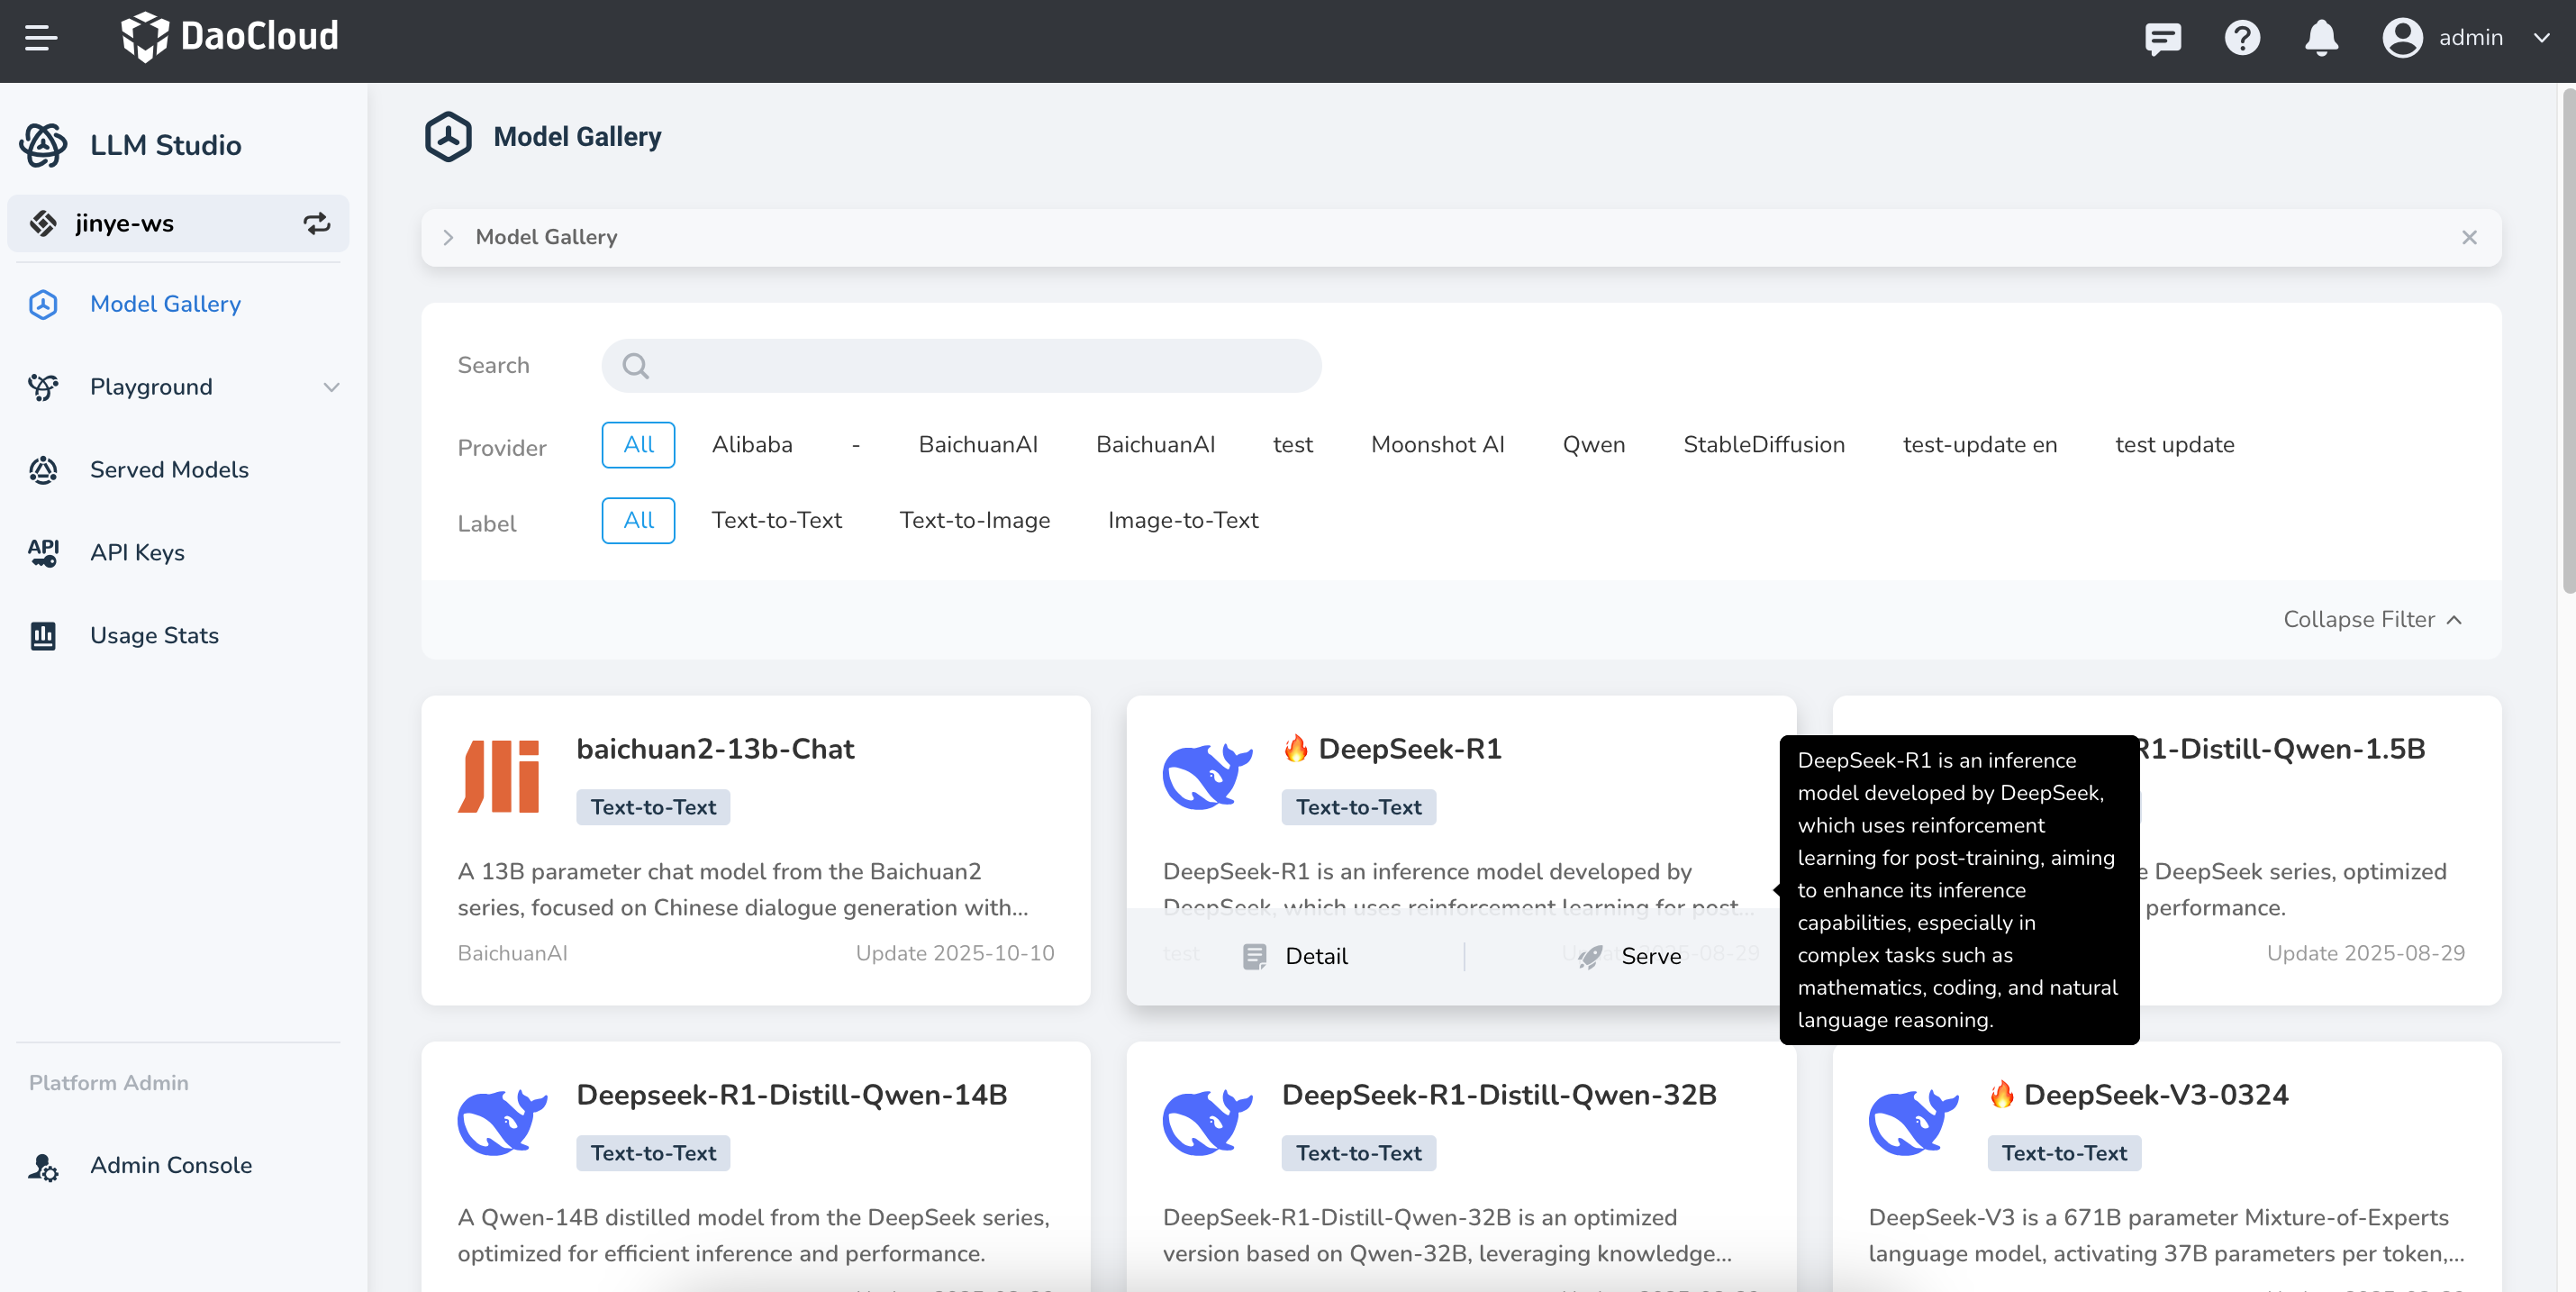 DaoCloud
admin
LLM Studio
jinye-ws
Model Gallery
Playground
Served Models
API Keys
Usage Stats
Platform Admin
Admin Console
Model Gallery
Model Gallery
Search
Provider All Alibaba - BaichuanAI BaichuanAI test Moonshot AI Qwen StableDiffusion test-update en test update
Label All Text-to-Text Text-to-Image Image-to-Text
Collapse Filter
baichuan2-13b-Chat
Text-to-Text
A 13B parameter chat model from the Baichuan2
series, focused on Chinese dialogue generation with...
BaichuanAI Update 2025-10-10
DeepSeek-R1
Text-to-Text
DeepSeek-R1 is an inference model developed by
DeepSeek, which uses reinforcement learning for post...
test Update 2025-08-29
Detail Serve
DeepSeek-R1 is an inference
model developed by DeepSeek,
which uses reinforcement
learning for post-training, aiming
to enhance its inference
capabilities, especially in
complex tasks such as
mathematics, coding, and natural
language reasoning.
R1-Distill-Qwen-1.5B
DeepSeek series, optimized
performance.
Update 2025-08-29
Deepseek-R1-Distill-Qwen-14B
Text-to-Text
A Qwen-14B distilled model from the DeepSeek series,
optimized for efficient inference and performance.
DeepSeek-R1-Distill-Qwen-32B
Text-to-Text
DeepSeek-R1-Distill-Qwen-32B is an optimized
version based on Qwen-32B, leveraging knowledge...
DeepSeek-V3-0324
Text-to-Text
DeepSeek-V3 is a 671B parameter Mixture-of-Experts
language model, activating 37B parameters per token,...